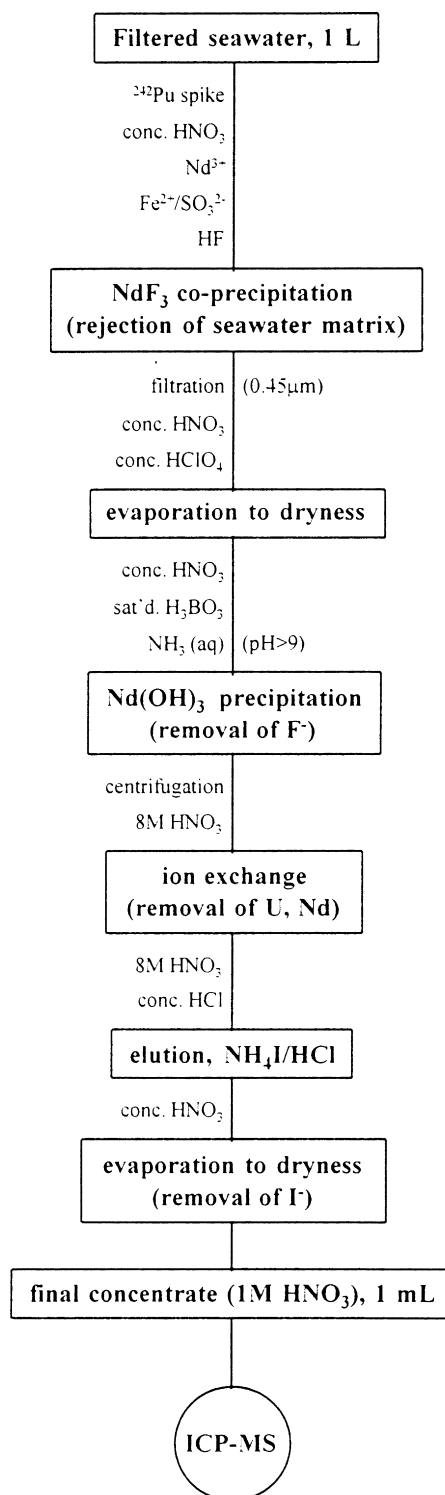 Filtered seawater, 1 L
²⁴²Pu spike
conc. HNO₃
Nd³⁺
Fe²⁺/SO₃²⁻
HF
NdF₃ co-precipitation
(rejection of seawater matrix)
filtration (0.45μm)
conc. HNO₃
conc. HClO₄
evaporation to dryness
conc. HNO₃
sat'd. H₃BO₃
NH₃ (aq) (pH>9)
Nd(OH)₃ precipitation
(removal of F⁻)
centrifugation
8M HNO₃
ion exchange
(removal of U, Nd)
8M HNO₃
conc. HCl
elution, NH₄I/HCl
conc. HNO₃
evaporation to dryness
(removal of I⁻)
final concentrate (1M HNO₃), 1 mL
ICP-MS